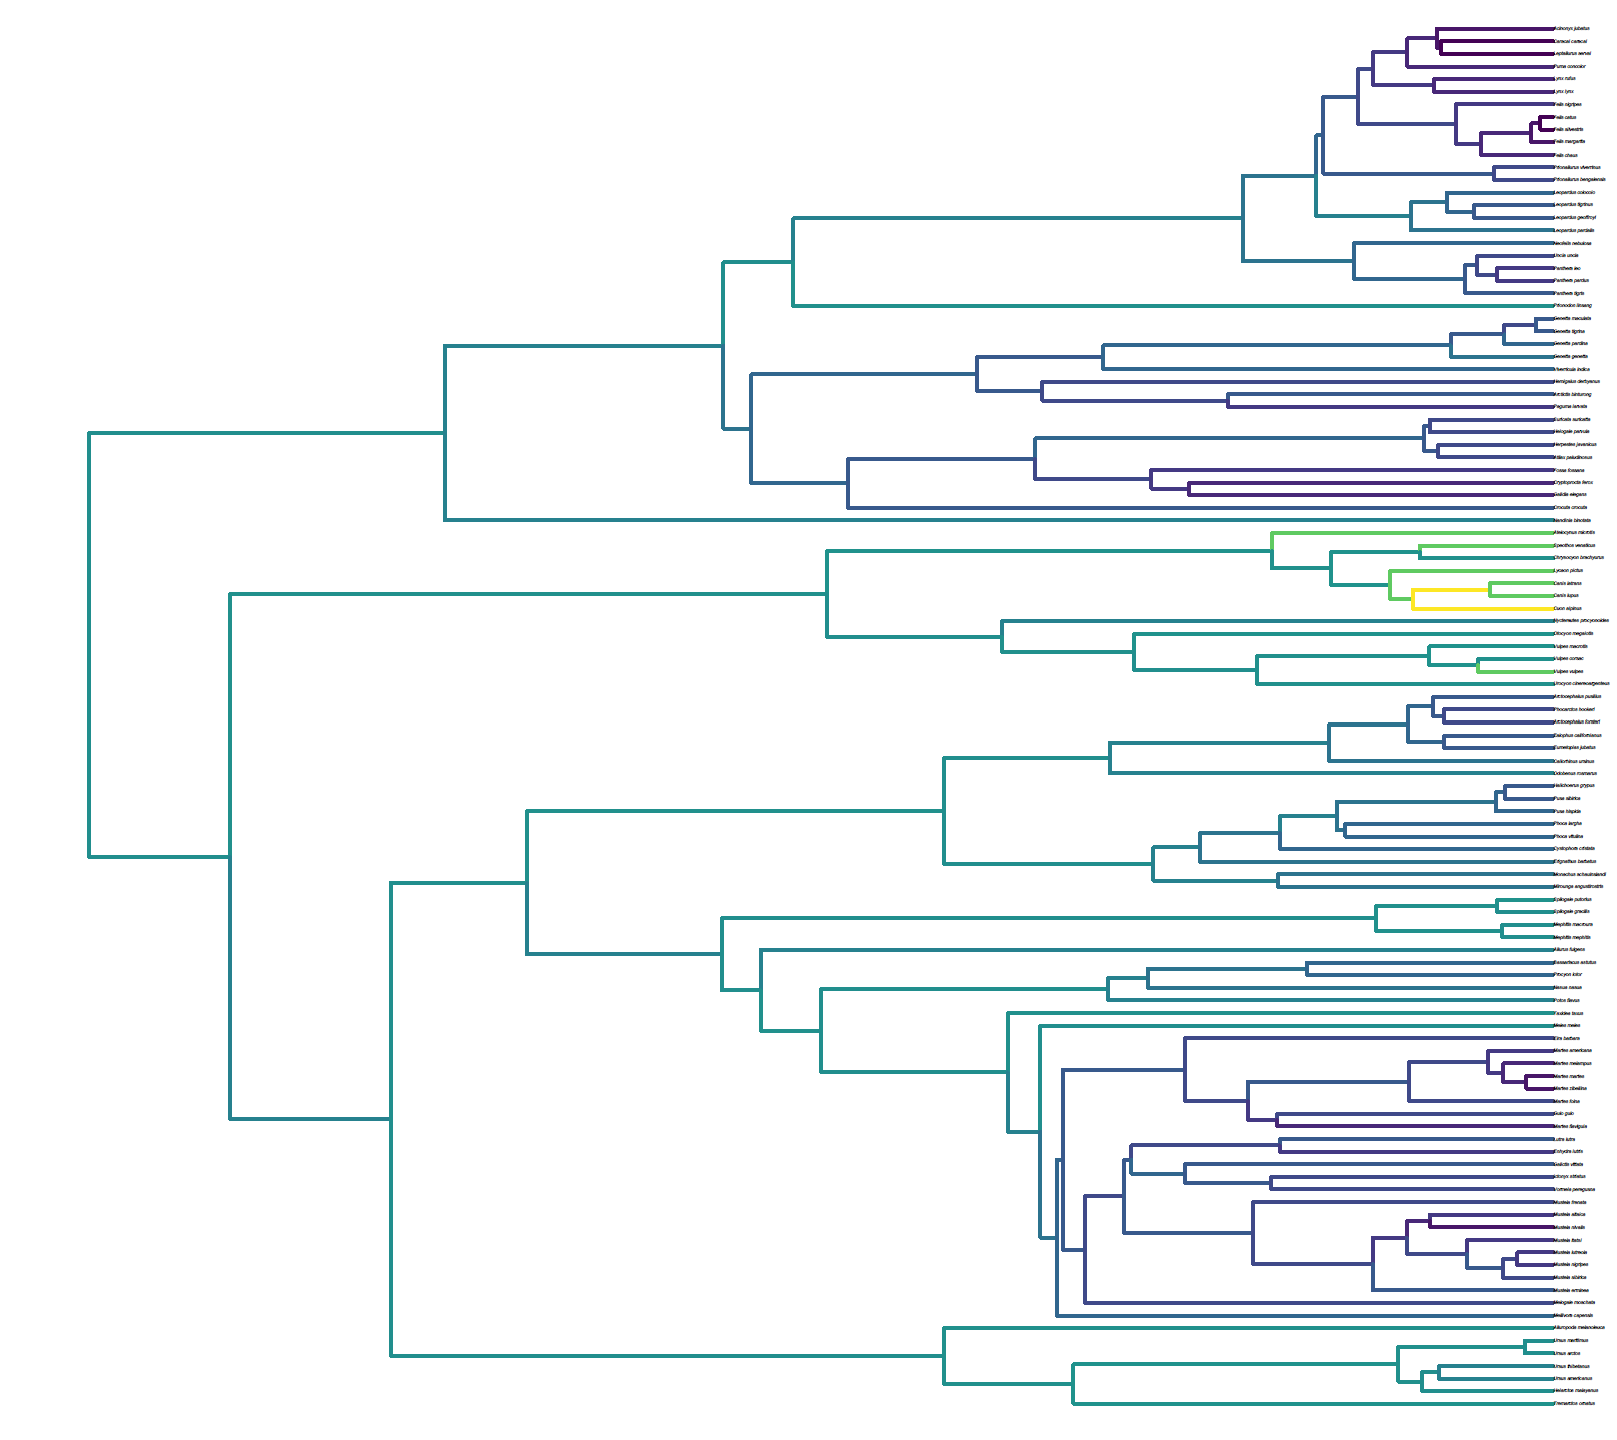 Acinonyx jubatus
Caracal caracal
Leptailurus serval
Puma concolor
Lynx rufus
Lynx lynx
Felis nigripes
Felis catus
Felis silvestris
Felis margarita
Felis chaus
Prionailurus viverrinus
Prionailurus bengalensis
Leopardus colocolo
Leopardus tigrinus
Leopardus geoffroyi
Leopardus pardalis
Neofelis nebulosa
Uncia uncia
Panthera leo
Panthera pardus
Panthera tigris
Prionodon linsang
Genetta maculata
Genetta tigrina
Genetta pardina
Genetta genetta
Viverricula indica
Hemigalus derbyanus
Arctictis binturong
Paguma larvata
Suricata suricatta
Helogale parvula
Herpestes javanicus
Atilax paludinosus
Fossa fossana
Cryptoprocta ferox
Galidia elegans
Crocuta crocuta
Nandinia binotata
Atelocynus microtis
Speothos venaticus
Chrysocyon brachyurus
Lycaon pictus
Canis latrans
Canis lupus
Cuon alpinus
Nyctereutes procyonoides
Otocyon megalotis
Vulpes macrotis
Vulpes corsac
Vulpes vulpes
Urocyon cinereoargenteus
Arctocephalus pusillus
Phocarctos hookeri
Arctocephalus forsteri
Zalophus californianus
Eumetopias jubatus
Callorhinus ursinus
Odobenus rosmarus
Halichoerus grypus
Pusa sibirica
Pusa hispida
Phoca largha
Phoca vitulina
Cystophora cristata
Erignathus barbatus
Monachus schauinslandi
Mirounga angustirostris
Spilogale putorius
Spilogale gracilis
Mephitis macroura
Mephitis mephitis
Ailurus fulgens
Bassariscus astutus
Procyon lotor
Nasua nasua
Potos flavus
Taxidea taxus
Meles meles
Eira barbara
Martes americana
Martes melampus
Martes martes
Martes zibellina
Martes foina
Gulo gulo
Martes flavigula
Lutra lutra
Enhydra lutris
Galictis vittata
Ictonyx striatus
Vormela peregusna
Mustela frenata
Mustela altaica
Mustela nivalis
Mustela itatsi
Mustela lutreola
Mustela nigripes
Mustela sibirica
Mustela erminea
Melogale moschata
Mellivora capensis
Ailuropoda melanoleuca
Ursus maritimus
Ursus arctos
Ursus thibetanus
Ursus americanus
Helarctos malayanus
Tremarctos ornatus